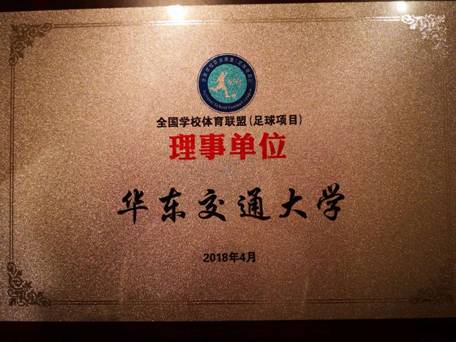 全国学校体育联盟(足球项目)
理事单位
华东交通大学
2018年4月